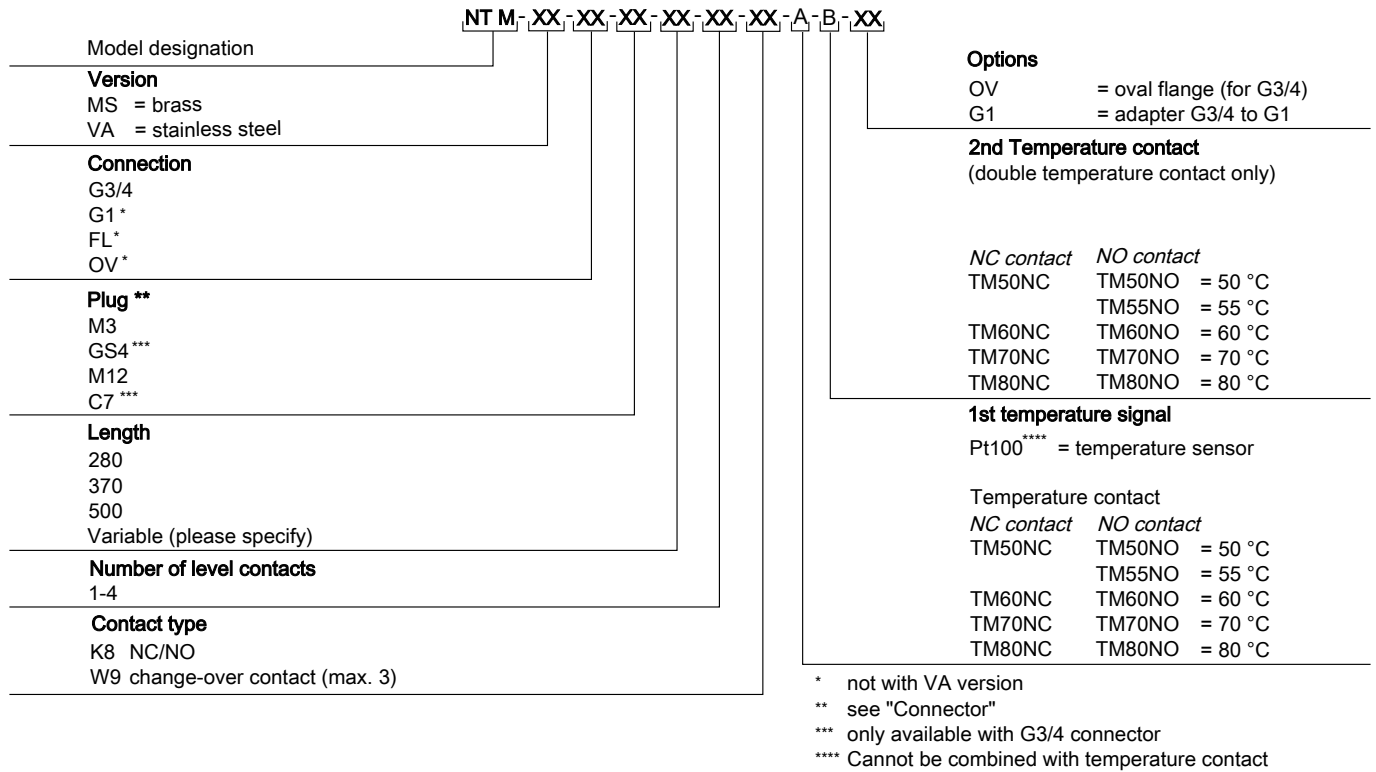 NT M - XX - XX - XX - XX - XX - XX - A - B - XX
Model designation
Version
MS = brass
VA = stainless steel
Connection
G3/4
G1 *
FL *
OV *
Plug **
M3
GS4 ***
M12
C7 ***
Length
280
370
500
Variable (please specify)
Number of level contacts
1-4
Contact type
K8 NC/NO
W9 change-over contact (max. 3)
Options
OV = oval flange (for G3/4)
G1 = adapter G3/4 to G1
2nd Temperature contact
(double temperature contact only)
NC contact NO contact
TM50NC TM50NO = 50 °C
TM55NO = 55 °C
TM60NC TM60NO = 60 °C
TM70NC TM70NO = 70 °C
TM80NC TM80NO = 80 °C
1st temperature signal
Pt100**** = temperature sensor
Temperature contact
NC contact NO contact
TM50NC TM50NO = 50 °C
TM55NO = 55 °C
TM60NC TM60NO = 60 °C
TM70NC TM70NO = 70 °C
TM80NC TM80NO = 80 °C
* not with VA version
** see "Connector"
*** only available with G3/4 connector
**** Cannot be combined with temperature contact